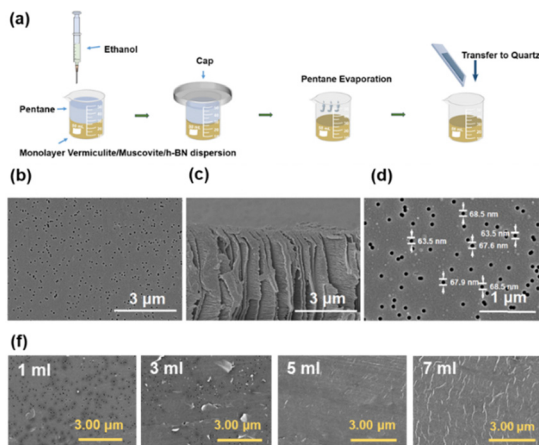 (a)
Ethanol
Cap
Pentane Evaporation
Transfer to Quartz
Pentane
Monolayer Vermiculite/Muscovite/h-BN dispersion
(b)
(c)
(d)
3 μm
3 μm
68.5 nm
63.5 nm
63.5 nm
67.6 nm
67.9 nm
68.5 nm
1 μm
(f)
1 ml
3 ml
5 ml
7 ml
3.00 μm
3.00 μm
3.00 μm
3.00 μm